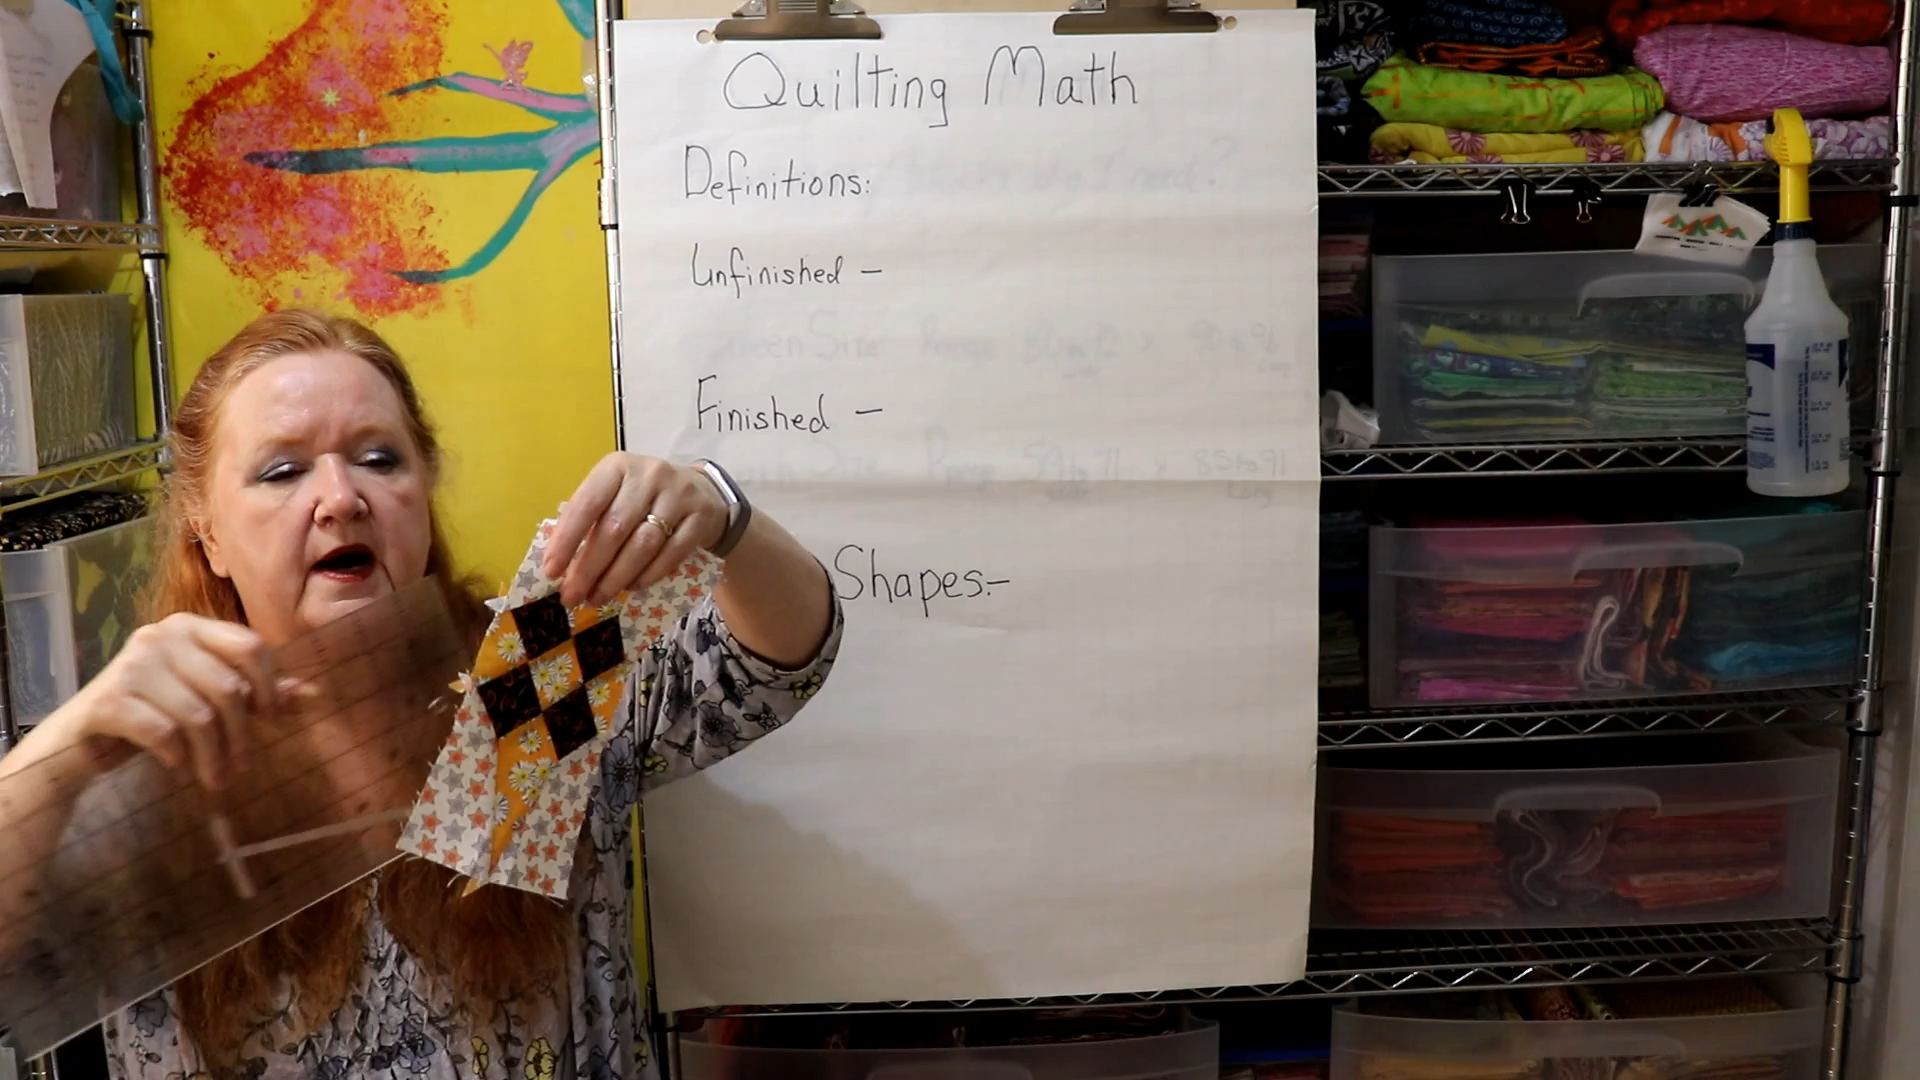 Quilting Math
Definitions:
Unfinished -
Finished -
Shapes:-